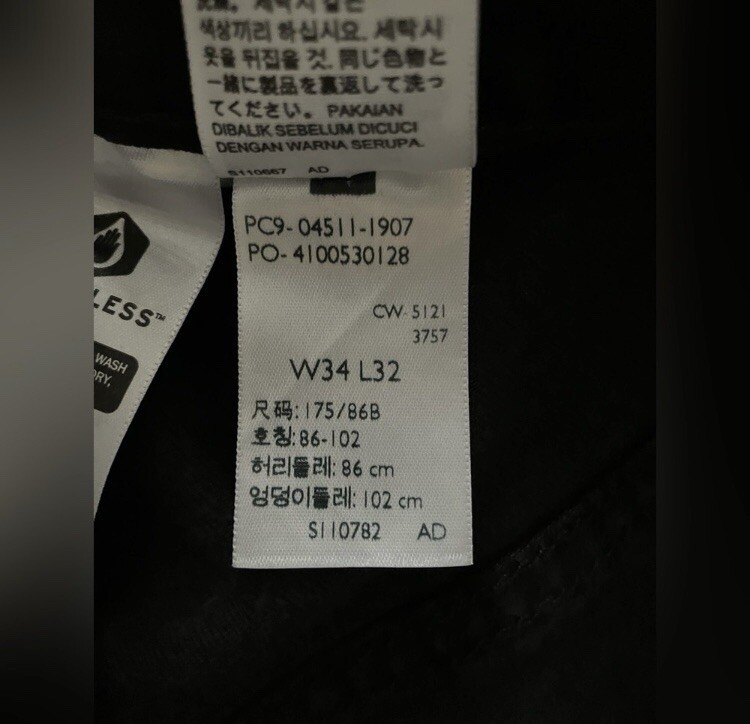 색상끼리 하십시요. 세탁시
옷을 뒤집을 것. 同じ色物と
一緒に製品を裏返して洗っ
てください。 PAKAIAN
DIBALIK SEBELUM DICUCI
DENGAN WARNA SERUPA.
S110667 AD
LESS™
WASH
DRY,
PC9-04511-1907
PO-4100530128
CW-5121
3757
W34 L32
尺码: 175/86B
호칭: 86-102
허리둘레: 86 cm
엉덩이둘레: 102 cm
S110782 AD